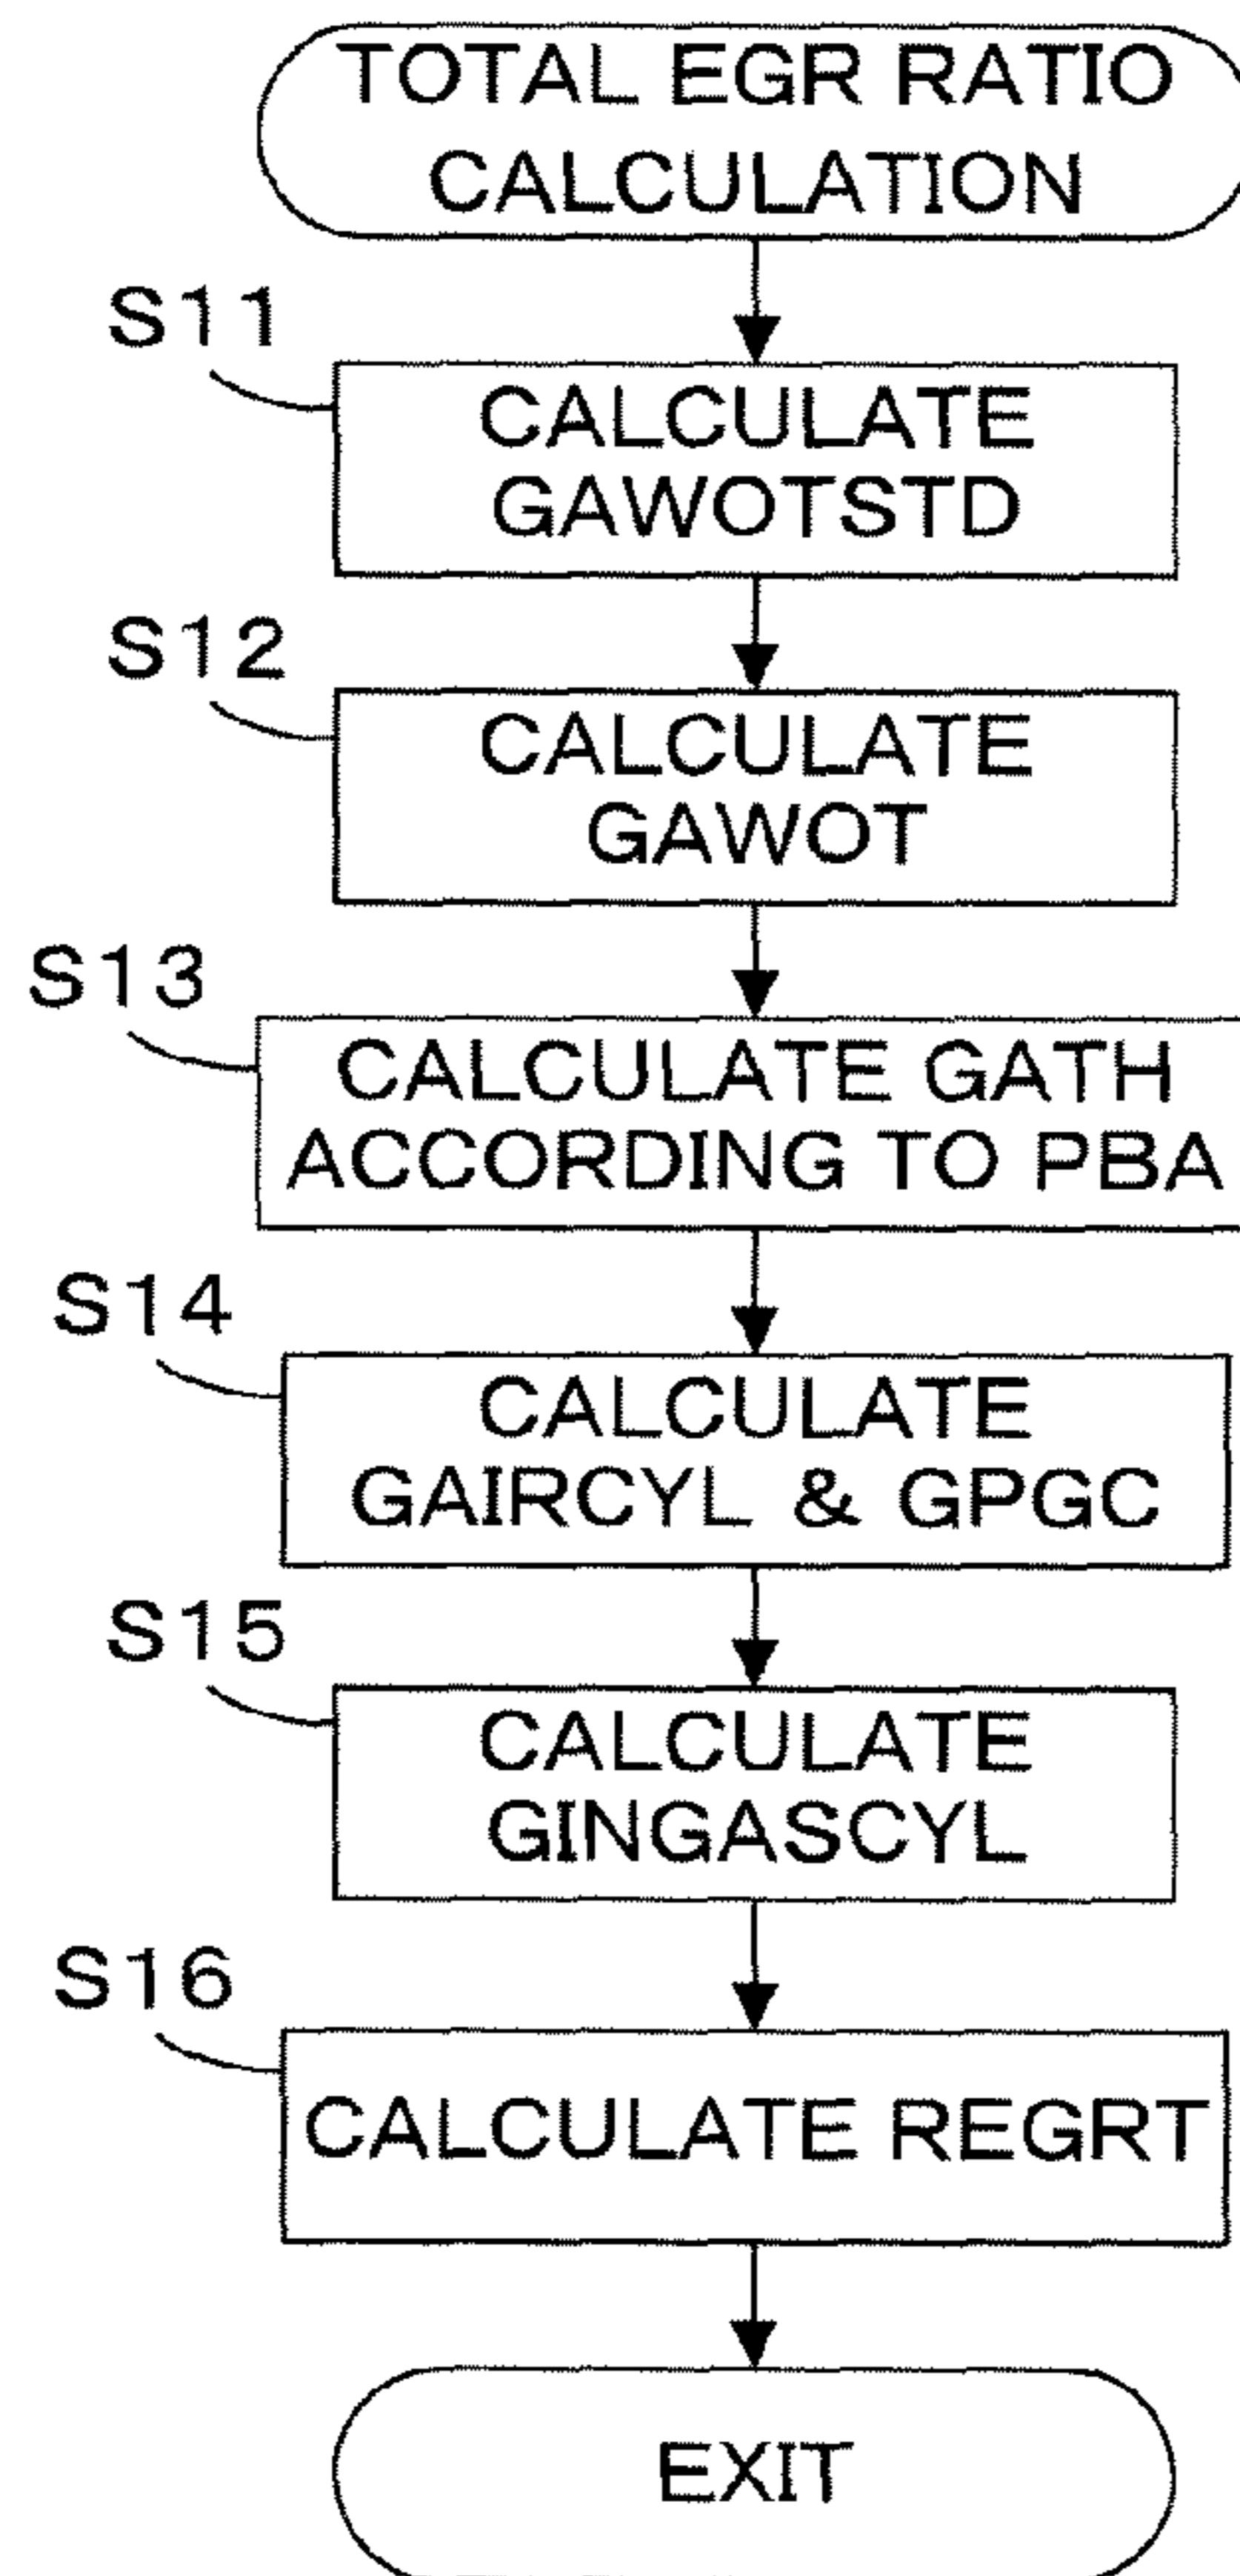 TOTAL EGR RATIO
CALCULATION
S11
CALCULATE
GAWOTSTD
S12
CALCULATE
GAWOT
S13
CALCULATE GATH
ACCORDING TO PBA
S14
CALCULATE
GAIRCYL & GPGC
S15
CALCULATE
GINGASCYL
S16
CALCULATE REGRT
EXIT